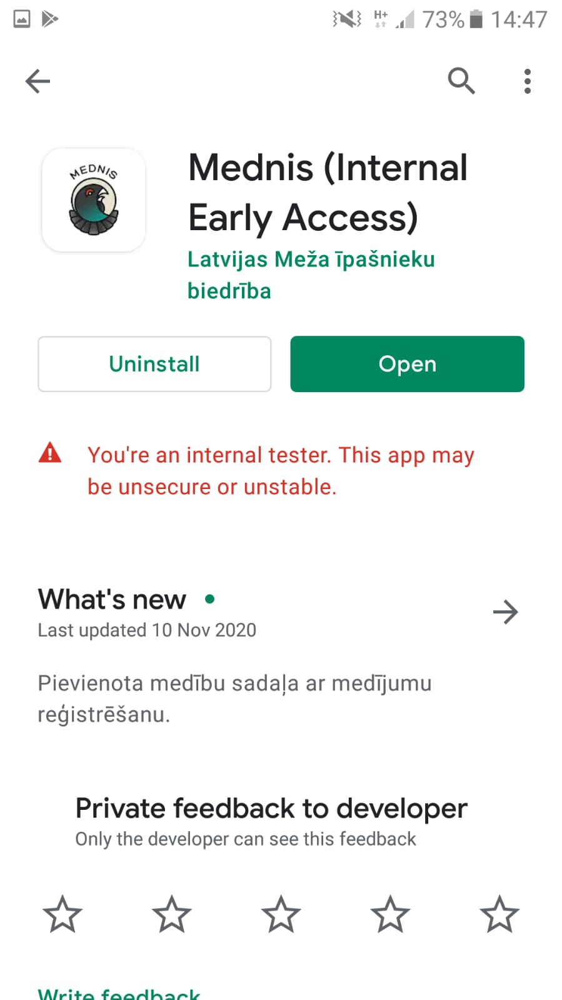 H+ 73% 14:47
MEDNIS
Mednis (Internal
Early Access)
Latvijas Meža īpašnieku
biedrība
Uninstall Open
You're an internal tester. This app may
be unsecure or unstable.
What's new
Last updated 10 Nov 2020
Pievienota medību sadaļa ar medījumu
reģistrēšanu.
Private feedback to developer
Only the developer can see this feedback
Write feedback